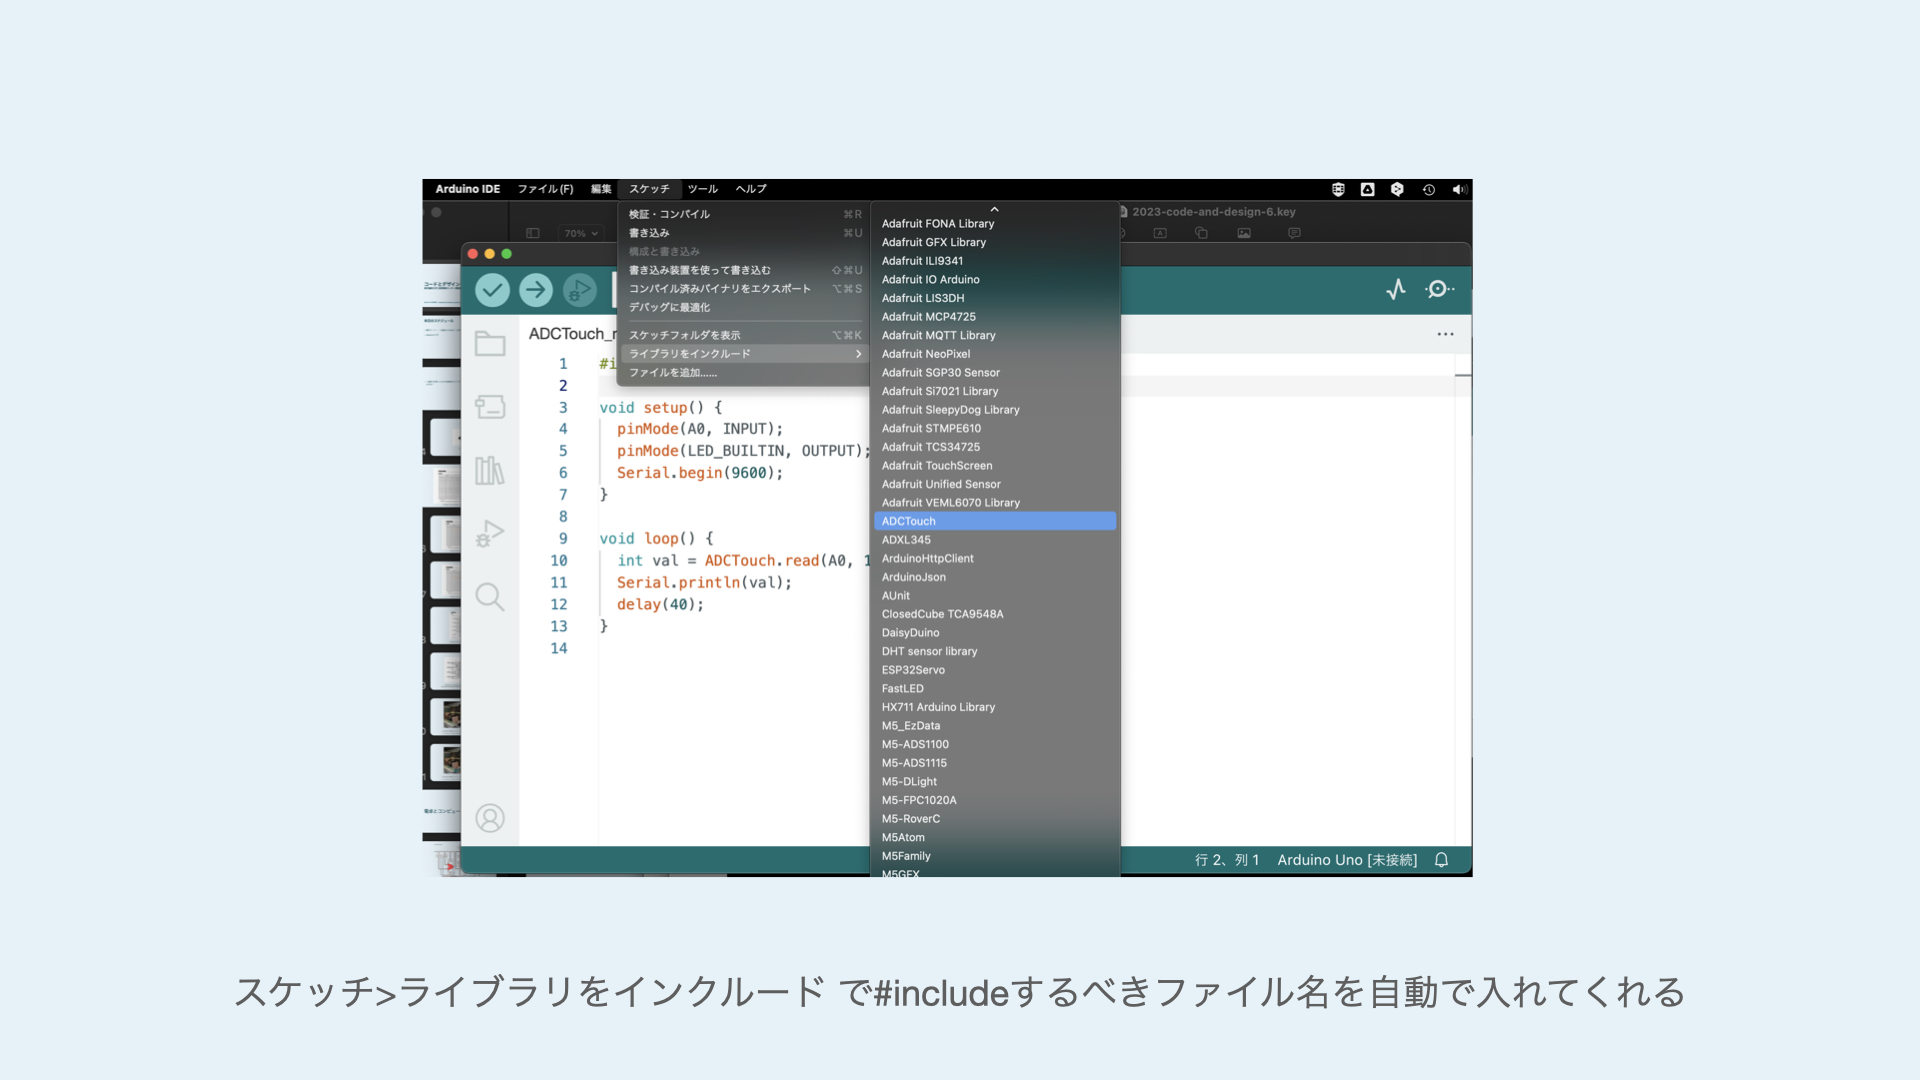 Arduino IDE ファイル(F) 編集 スケッチ ツール ヘルプ
2023-code-and-design-6.key
70%
検証・コンパイル ⌘R
書き込み ⌘U
構成と書き込み
書き込み装置を使って書き込む ⇧⌘U
コンパイル済みバイナリをエクスポート ⌥⌘S
デバッグに最適化
スケッチフォルダを表示 ⌥⌘K
ライブラリをインクルード
ファイルを追加......
Adafruit FONA Library
Adafruit GFX Library
Adafruit ILI9341
Adafruit IO Arduino
Adafruit LIS3DH
Adafruit MCP4725
Adafruit MQTT Library
Adafruit NeoPixel
Adafruit SGP30 Sensor
Adafruit Si7021 Library
Adafruit SleepyDog Library
Adafruit STMPE610
Adafruit TCS34725
Adafruit TouchScreen
Adafruit Unified Sensor
Adafruit VEML6070 Library
ADCTouch
ADXL345
ArduinoHttpClient
ArduinoJson
AUnit
ClosedCube TCA9548A
DaisyDuino
DHT sensor library
ESP32Servo
FastLED
HX711 Arduino Library
M5_EzData
M5-ADS1100
M5-ADS1115
M5-DLight
M5-FPC1020A
M5-RoverC
M5Atom
M5Family
M5GFX
ADCTouch_
1 #i
2
3 void setup() {
4 pinMode(A0, INPUT);
5 pinMode(LED_BUILTIN, OUTPUT);
6 Serial.begin(9600);
7 }
8
9 void loop() {
10 int val = ADCTouch.read(A0, 1
11 Serial.println(val);
12 delay(40);
13 }
14
行 2、列 1 Arduino Uno [未接続]
スケッチ>ライブラリをインクルード で#includeするべきファイル名を自動で入れてくれる